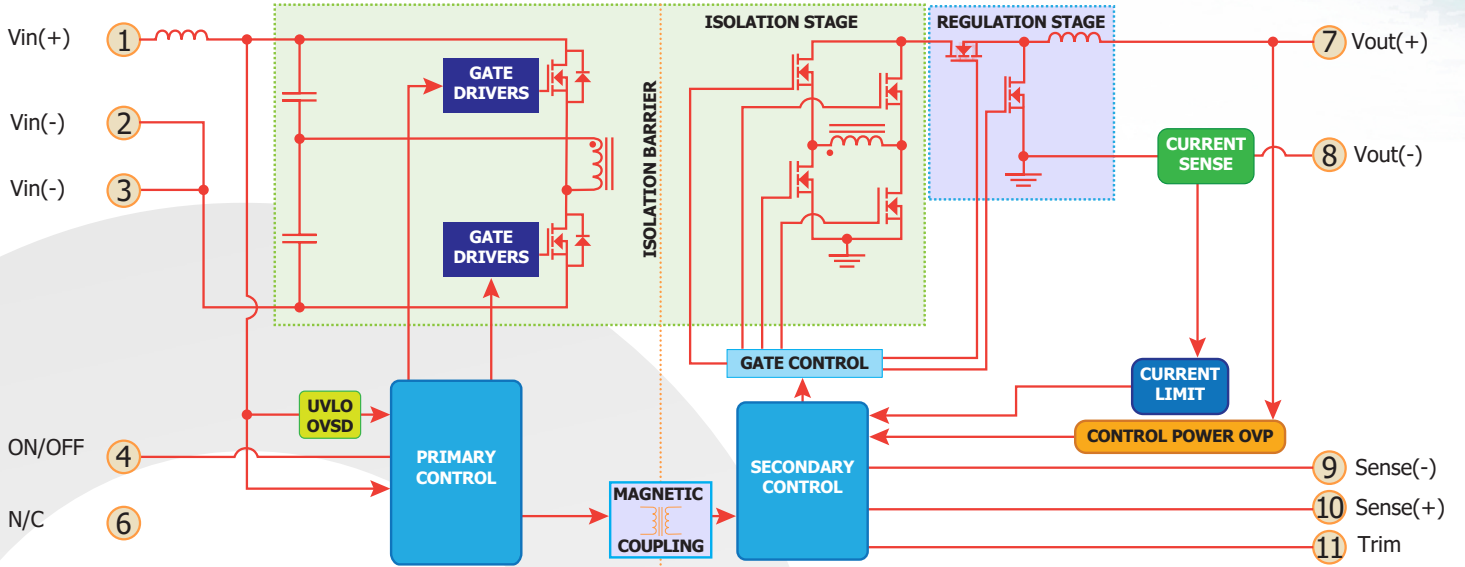 ISOLATION STAGE
REGULATION STAGE
Vin(+)
1
7
Vout(+)
GATE
DRIVERS
Vin(-)
2
ISOLATION BARRIER
CURRENT
SENSE
8
Vout(-)
Vin(-)
3
GATE
DRIVERS
GATE CONTROL
CURRENT
LIMIT
UVLO
OVSD
CONTROL POWER OVP
ON/OFF
4
PRIMARY
CONTROL
SECONDARY
CONTROL
9
Sense(-)
MAGNETIC
COUPLING
10
Sense(+)
N/C
6
11
Trim